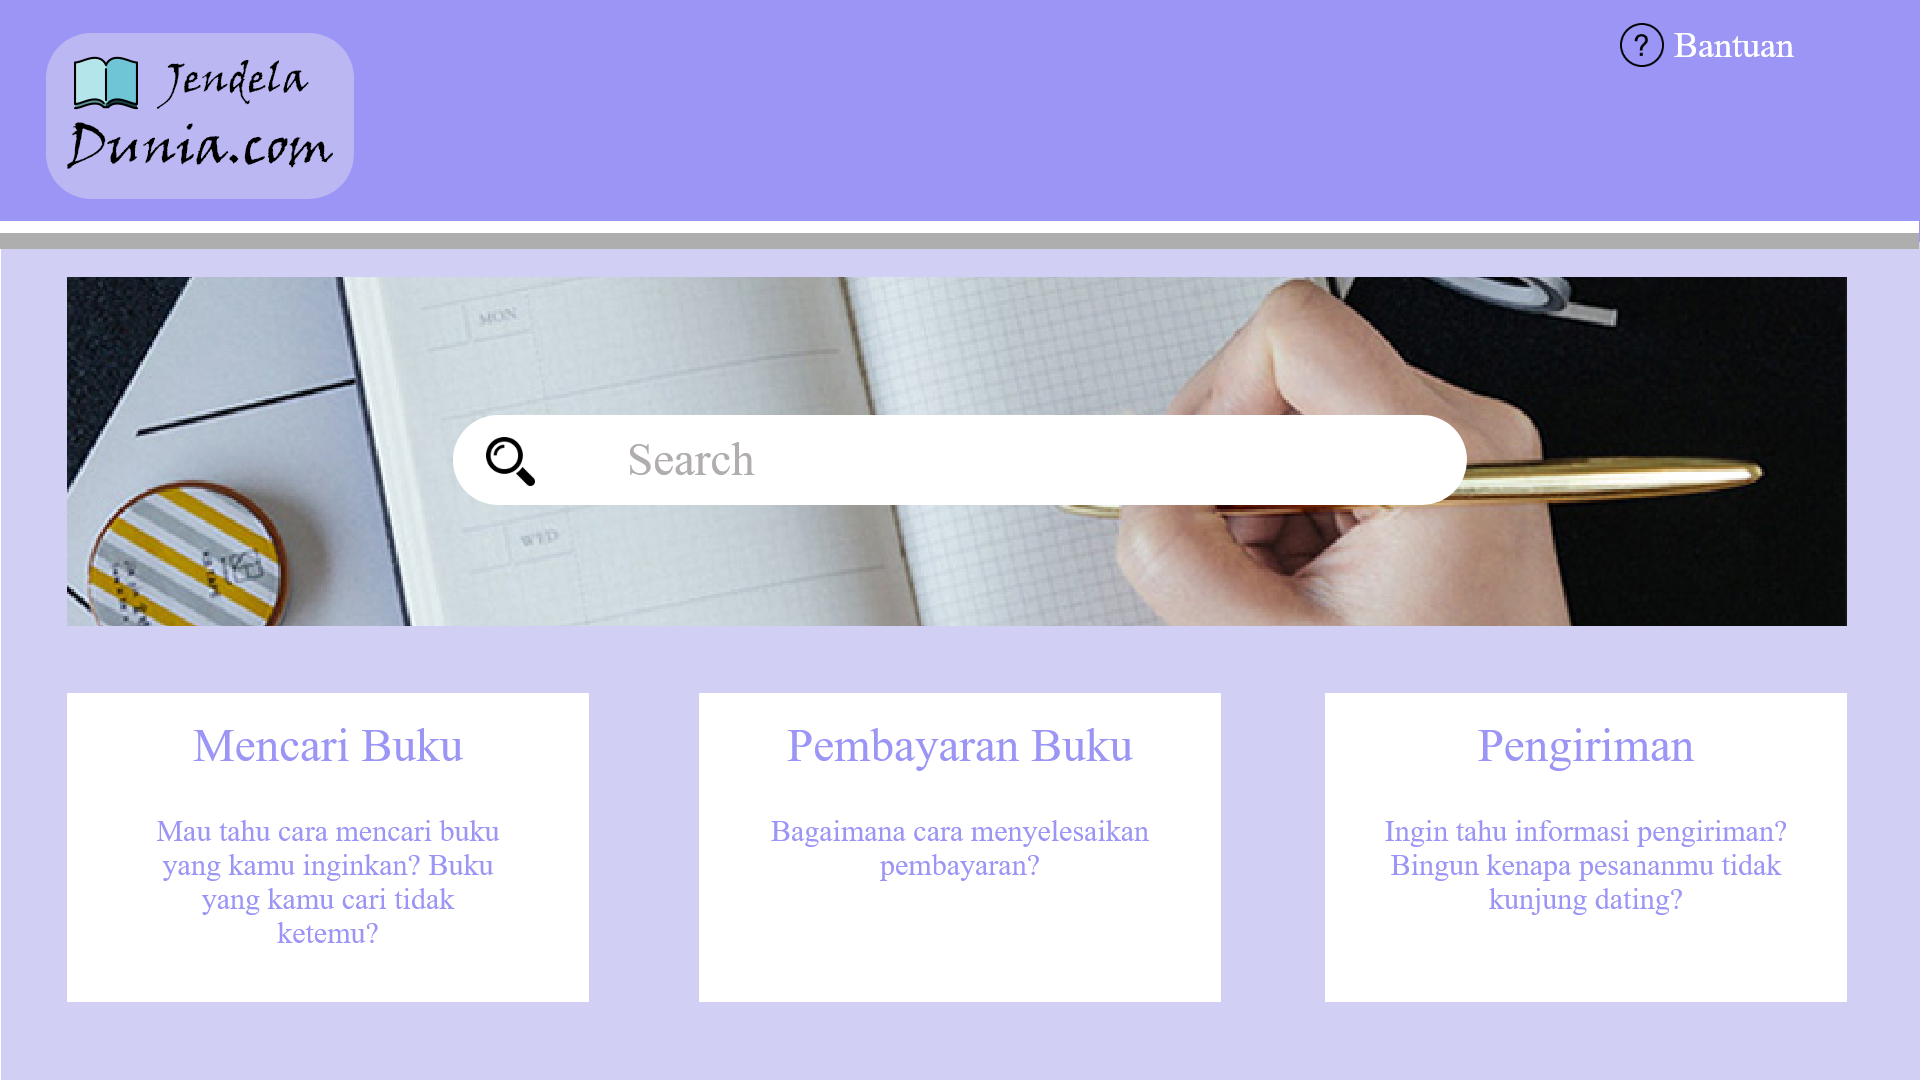 Jendela
Dunia.com
Bantuan
MON
Search
WED
Mencari Buku
Mau tahu cara mencari buku
yang kamu inginkan? Buku
yang kamu cari tidak
ketemu?
Pembayaran Buku
Bagaimana cara menyelesaikan
pembayaran?
Pengiriman
Ingin tahu informasi pengiriman?
Bingun kenapa pesananmu tidak
kunjung dating?